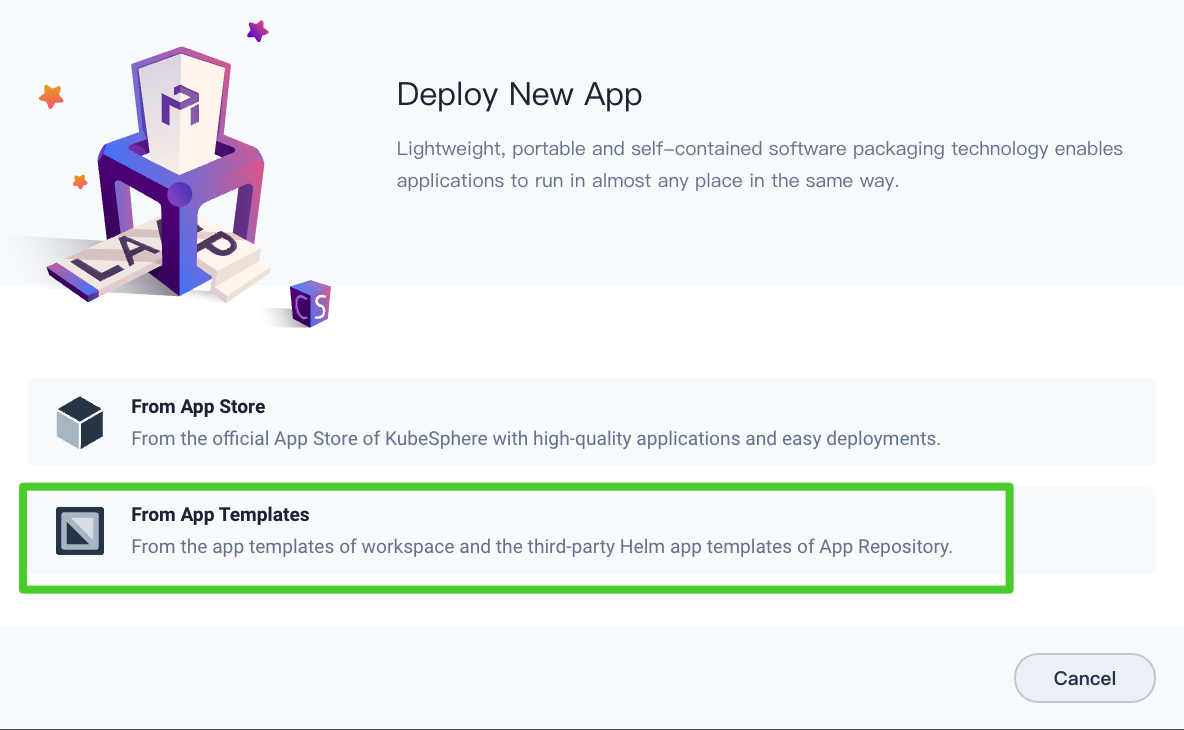 Deploy New App
Lightweight, portable and self-contained software packaging technology enables
applications to run in almost any place in the same way.
LAMP
CS
From App Store
From the official App Store of KubeSphere with high-quality applications and easy deployments.
From App Templates
From the app templates of workspace and the third-party Helm app templates of App Repository.
Cancel